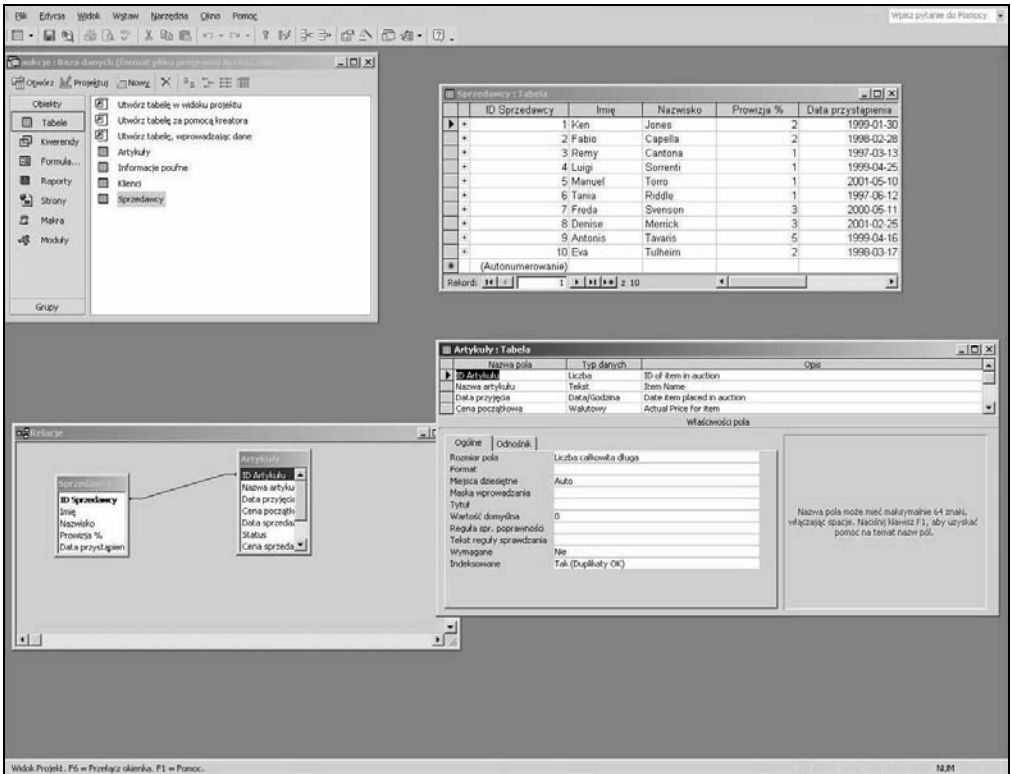 Plik Edycja Widok Wstaw Narzędzia Okno Pomoc
Wpisz pytanie do Pomocy
aukcje : Baza danych (format pliku programu Access 2000)
Otwórz Projektuj Nowy
Obiekty
Tabele
Kwerendy
Formula...
Raporty
Strony
Makra
Moduły
Grupy
Utwórz tabelę w widoku projektu
Utwórz tabelę za pomocą kreatora
Utwórz tabelę, wprowadzając dane
Artykuły
Informacje poufne
Klienci
Sprzedawcy
Sprzedawcy : Tabela
ID Sprzedawcy Imię Nazwisko Prowizja % Data przystąpienia
1 Ken Jones 2 1999-01-30
2 Fabio Capella 2 1998-02-28
3 Remy Cantona 1 1997-03-13
4 Luigi Sorrenti 1 1999-04-25
5 Manuel Torro 1 2001-05-10
6 Tania Riddle 1 1997-06-12
7 Freda Svenson 3 2000-05-11
8 Denise Merrick 3 2001-02-25
9 Antonis Tavaris 5 1999-04-16
10 Eva Tulheim 2 1998-03-17
(Autonumerowanie)
Rekord: 1 z 10
Artykuły : Tabela
Nazwa pola Typ danych Opis
ID Artykułu Liczba ID of item in auction
Nazwa artykułu Tekst Item Name
Data przyjęcia Data/Godzina Date item placed in auction
Cena początkowa Walutowy Actual Price for item
Właściwości pola
Ogólne Odnośnik
Rozmiar pola Liczba całkowita długa
Format
Miejsca dziesiętne Auto
Maska wprowadzania
Tytuł
Wartość domyślna 0
Reguła spr. poprawności
Tekst reguły sprawdzania
Wymagane Nie
Indeksowane Tak (Duplikaty OK)
Nazwa pola może mieć maksymalnie 64 znaki,
włączając spacje. Naciśnij klawisz F1, aby uzyskać
pomoc na temat nazw pól.
Relacje
Sprzedawcy
ID Sprzedawcy
Imię
Nazwisko
Prowizja %
Data przystąpien
Artykuły
ID Artykułu
Nazwa artyku
Data przyjęcia
Cena początk
Data sprzedaż
Status
Cena sprzeda
Widok Projekt. F6 = Przełącz okienka. F1 = Pomoc.
NUM